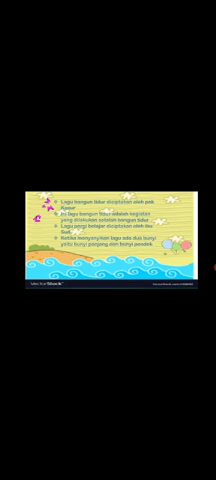 Lagu bangun tidur diciptakan oleh pak
Kasur
Isi lagu bangun tidur adalah kegiatan
yang dilakukan setelah bangun tidur
Lagu pergi belajar diciptakan oleh Ibu
Sud
Ketika menyanyikan lagu ada dua bunyi
yaitu bunyi panjang dan bunyi pendek
VectorStock